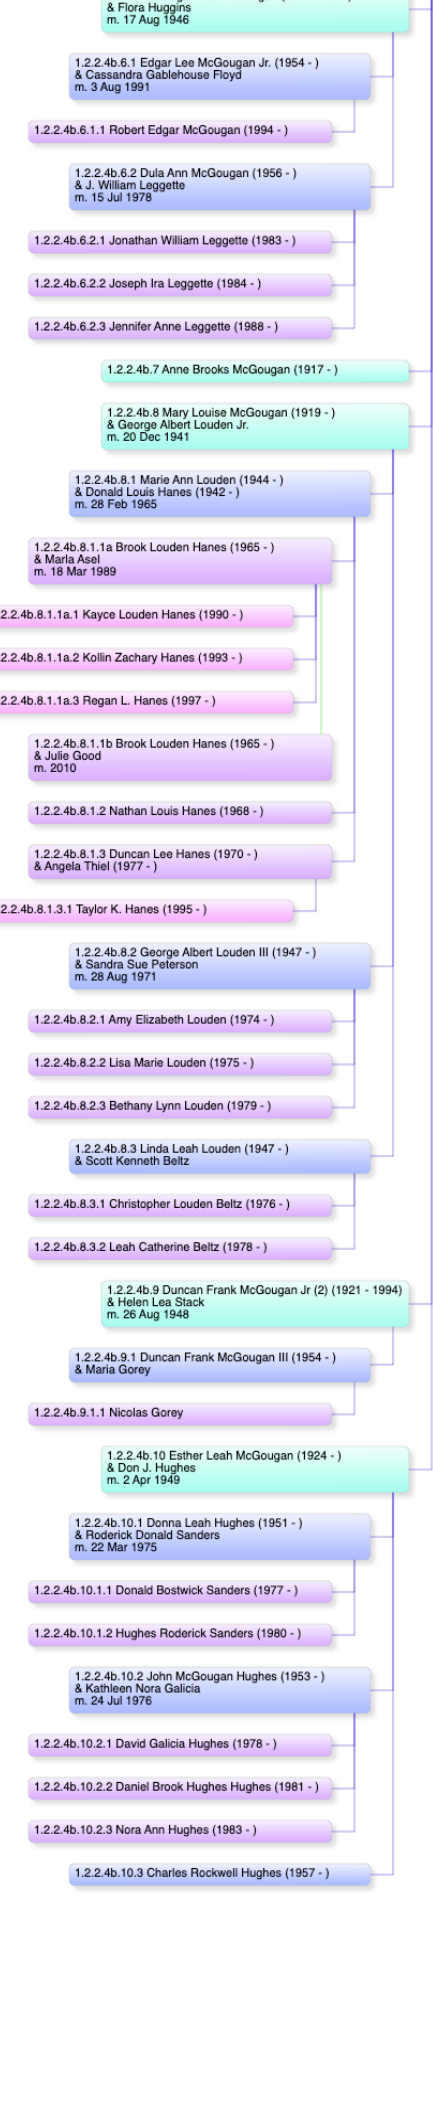 & Flora Huggins
m. 17 Aug 1946
1.2.2.4b.6.1 Edgar Lee McGougan Jr. (1954 - )
& Cassandra Gablehouse Floyd
m. 3 Aug 1991
1.2.2.4b.6.1.1 Robert Edgar McGougan (1994 - )
1.2.2.4b.6.2 Dula Ann McGougan (1956 - )
& J. William Leggette
m. 15 Jul 1978
1.2.2.4b.6.2.1 Jonathan William Leggette (1983 - )
1.2.2.4b.6.2.2 Joseph Ira Leggette (1984 - )
1.2.2.4b.6.2.3 Jennifer Anne Leggette (1988 - )
1.2.2.4b.7 Anne Brooks McGougan (1917 - )
1.2.2.4b.8 Mary Louise McGougan (1919 - )
& George Albert Louden Jr.
m. 20 Dec 1941
1.2.2.4b.8.1 Marie Ann Louden (1944 - )
& Donald Louis Hanes (1942 - )
m. 28 Feb 1965
1.2.2.4b.8.1.1a Brook Louden Hanes (1965 - )
& Marla Asel
m. 18 Mar 1989
2.2.4b.8.1.1a.1 Kayce Louden Hanes (1990 - )
2.2.4b.8.1.1a.2 Kollin Zachary Hanes (1993 - )
2.2.4b.8.1.1a.3 Regan L. Hanes (1997 - )
1.2.2.4b.8.1.1b Brook Louden Hanes (1965 - )
& Julie Good
m. 2010
1.2.2.4b.8.1.2 Nathan Louis Hanes (1968 - )
1.2.2.4b.8.1.3 Duncan Lee Hanes (1970 - )
& Angela Thiel (1977 - )
2.2.4b.8.1.3.1 Taylor K. Hanes (1995 - )
1.2.2.4b.8.2 George Albert Louden III (1947 - )
& Sandra Sue Peterson
m. 28 Aug 1971
1.2.2.4b.8.2.1 Amy Elizabeth Louden (1974 - )
1.2.2.4b.8.2.2 Lisa Marie Louden (1975 - )
1.2.2.4b.8.2.3 Bethany Lynn Louden (1979 - )
1.2.2.4b.8.3 Linda Leah Louden (1947 - )
& Scott Kenneth Beltz
1.2.2.4b.8.3.1 Christopher Louden Beltz (1976 - )
1.2.2.4b.8.3.2 Leah Catherine Beltz (1978 - )
1.2.2.4b.9 Duncan Frank McGougan Jr (2) (1921 - 1994)
& Helen Lea Stack
m. 26 Aug 1948
1.2.2.4b.9.1 Duncan Frank McGougan III (1954 - )
& Maria Gorey
1.2.2.4b.9.1.1 Nicolas Gorey
1.2.2.4b.10 Esther Leah McGougan (1924 - )
& Don J. Hughes
m. 2 Apr 1949
1.2.2.4b.10.1 Donna Leah Hughes (1951 - )
& Roderick Donald Sanders
m. 22 Mar 1975
1.2.2.4b.10.1.1 Donald Bostwick Sanders (1977 - )
1.2.2.4b.10.1.2 Hughes Roderick Sanders (1980 - )
1.2.2.4b.10.2 John McGougan Hughes (1953 - )
& Kathleen Nora Galicia
m. 24 Jul 1976
1.2.2.4b.10.2.1 David Galicia Hughes (1978 - )
1.2.2.4b.10.2.2 Daniel Brook Hughes Hughes (1981 - )
1.2.2.4b.10.2.3 Nora Ann Hughes (1983 - )
1.2.2.4b.10.3 Charles Rockwell Hughes (1957 - )